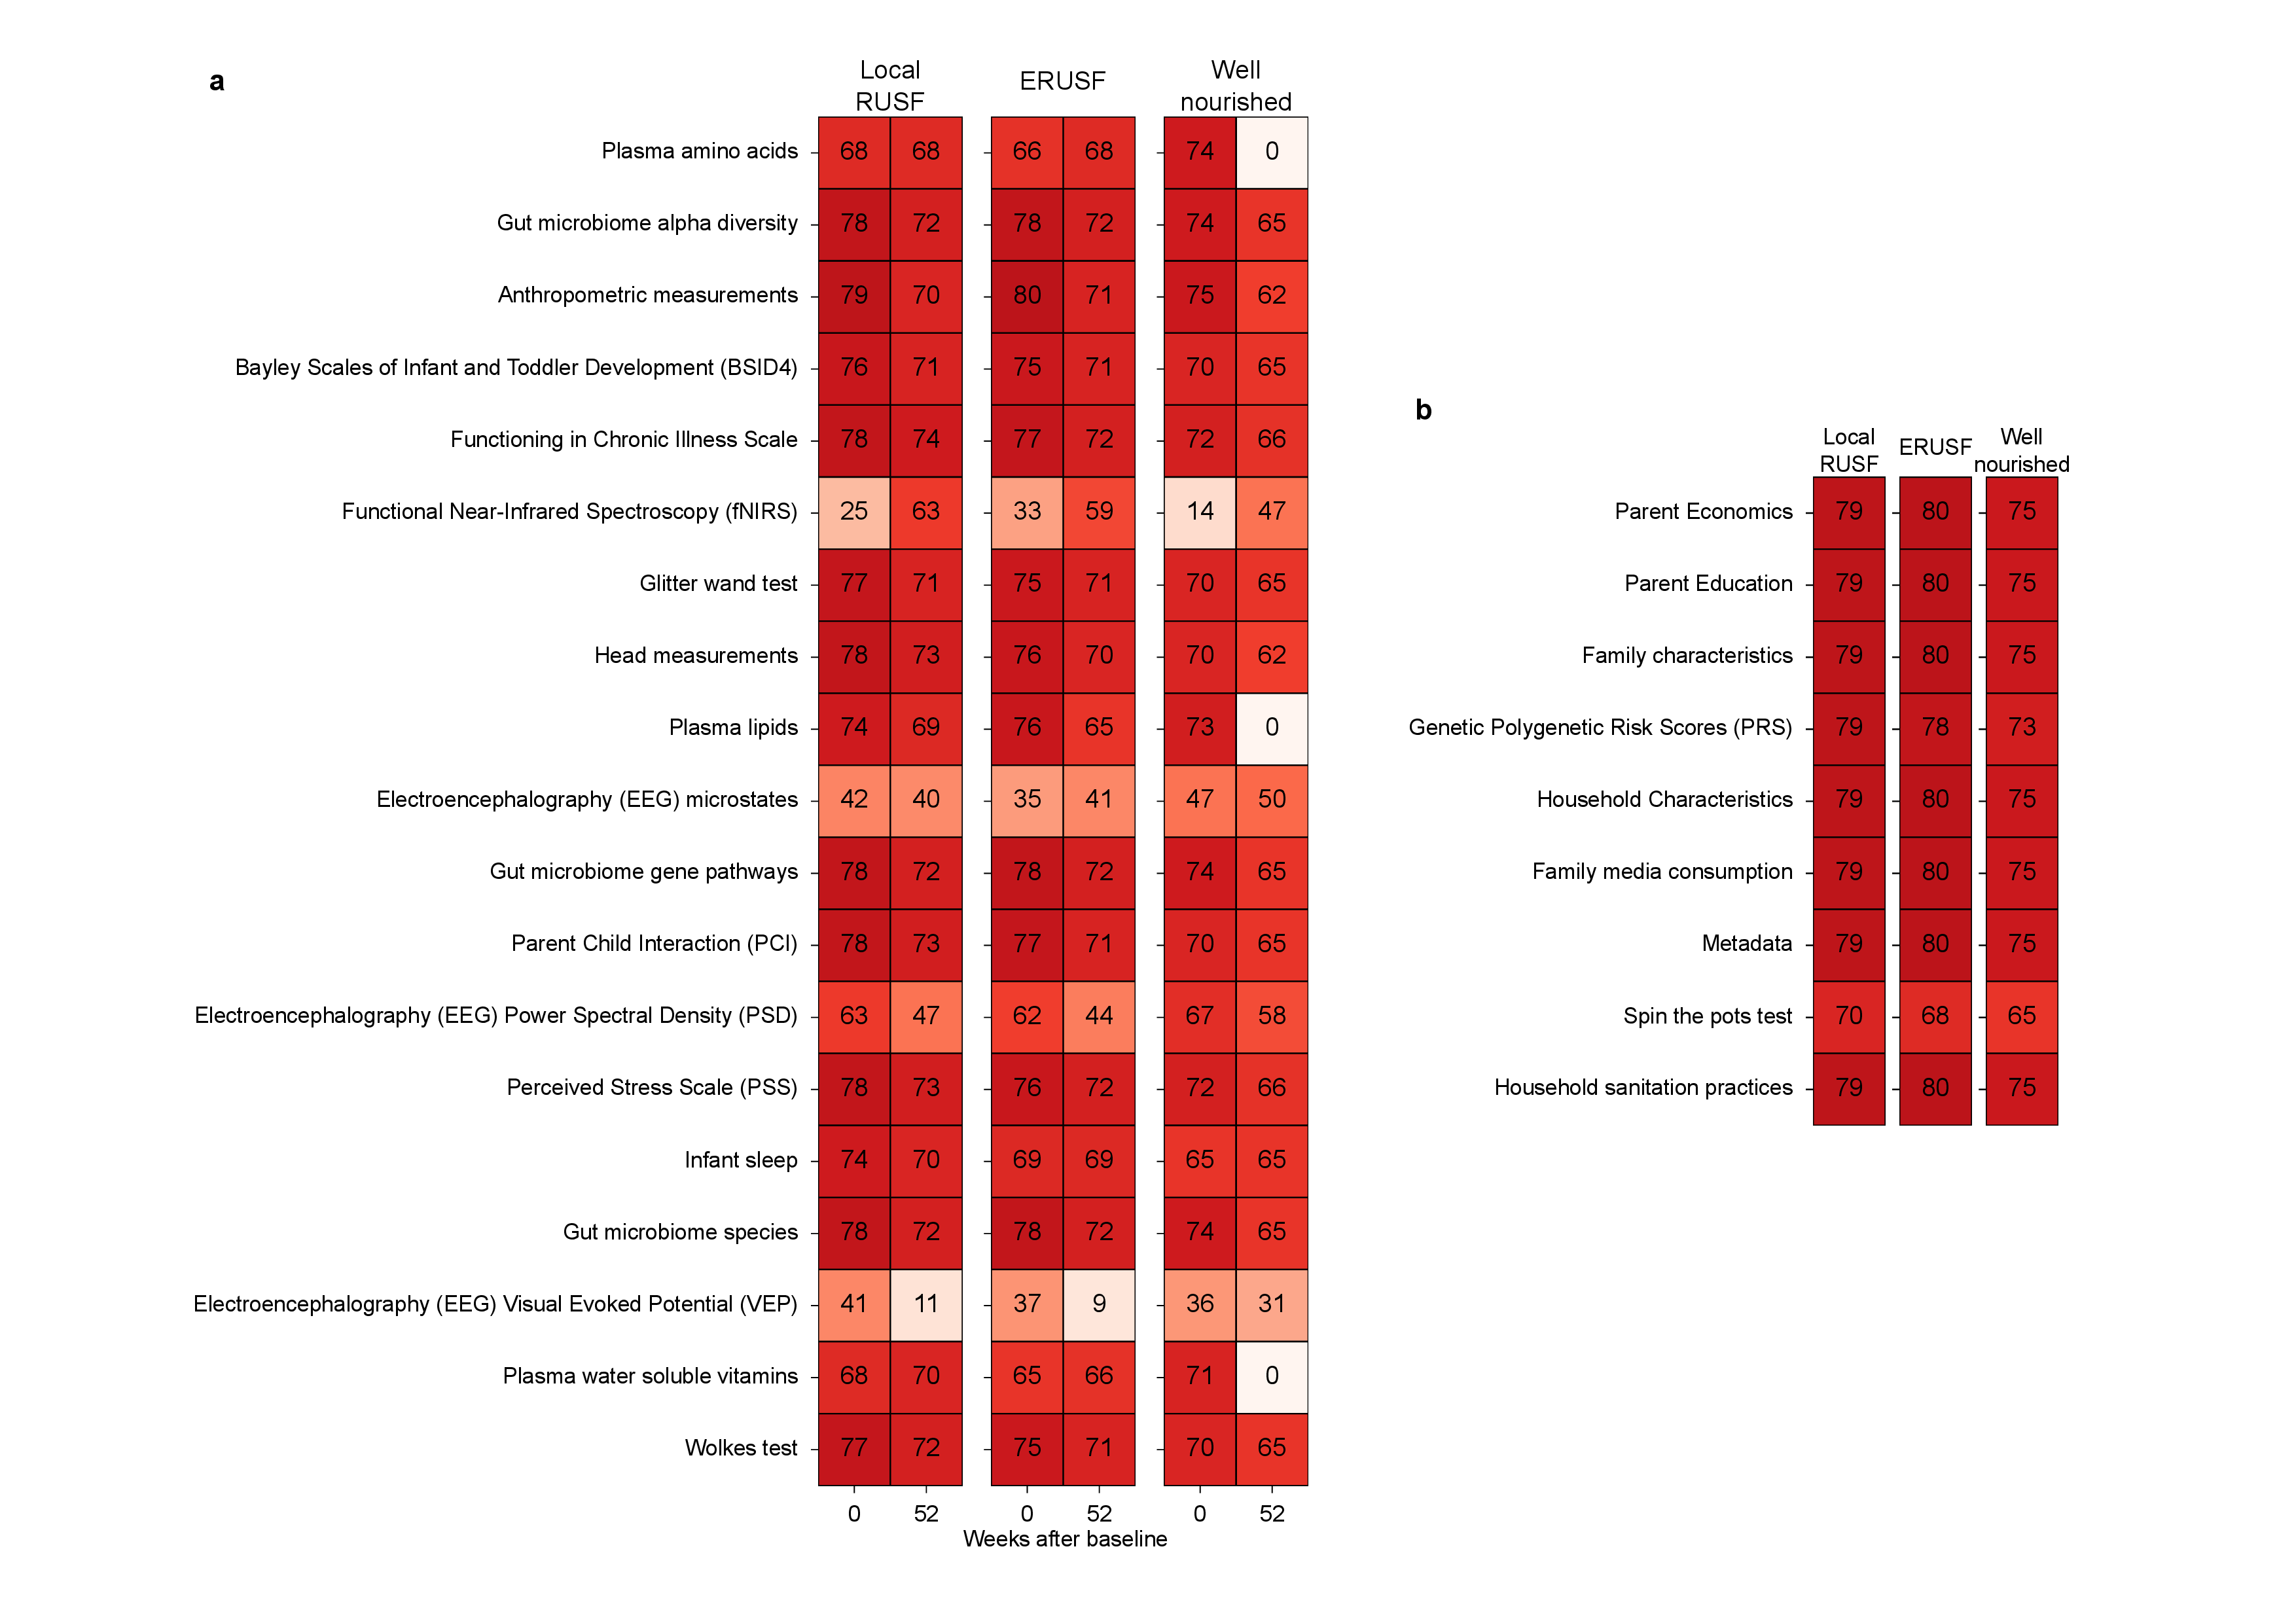 a
Local
RUSF
ERUSF
Well
nourished
Plasma amino acids 68 68 66 68 74 0
Gut microbiome alpha diversity 78 72 78 72 74 65
Anthropometric measurements 79 70 80 71 75 62
Bayley Scales of Infant and Toddler Development (BSID4) 76 71 75 71 70 65
Functioning in Chronic Illness Scale 78 74 77 72 72 66
Functional Near-Infrared Spectroscopy (fNIRS) 25 63 33 59 14 47
Glitter wand test 77 71 75 71 70 65
Head measurements 78 73 76 70 70 62
Plasma lipids 74 69 76 65 73 0
Electroencephalography (EEG) microstates 42 40 35 41 47 50
Gut microbiome gene pathways 78 72 78 72 74 65
Parent Child Interaction (PCI) 78 73 77 71 70 65
Electroencephalography (EEG) Power Spectral Density (PSD) 63 47 62 44 67 58
Perceived Stress Scale (PSS) 78 73 76 72 72 66
Infant sleep 74 70 69 69 65 65
Gut microbiome species 78 72 78 72 74 65
Electroencephalography (EEG) Visual Evoked Potential (VEP) 41 11 37 9 36 31
Plasma water soluble vitamins 68 70 65 66 71 0
Wolkes test 77 72 75 71 70 65
0 52 0 52 0 52
Weeks after baseline
b
Local
RUSF
ERUSF
Well
nourished
Parent Economics 79 80 75
Parent Education 79 80 75
Family characteristics 79 80 75
Genetic Polygenetic Risk Scores (PRS) 79 78 73
Household Characteristics 79 80 75
Family media consumption 79 80 75
Metadata 79 80 75
Spin the pots test 70 68 65
Household sanitation practices 79 80 75